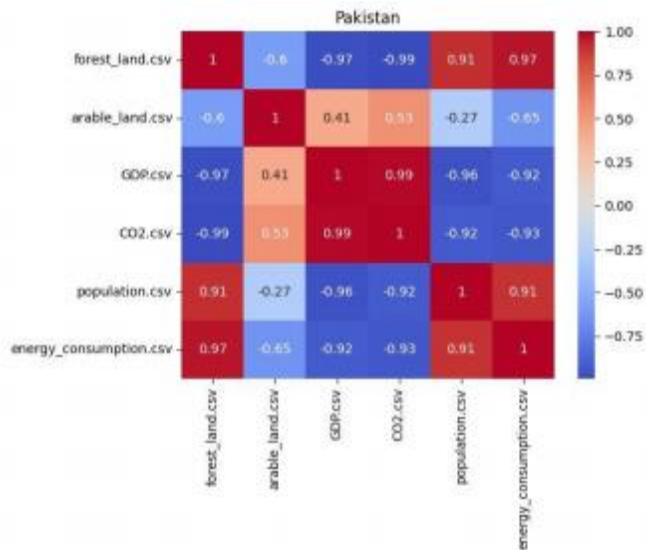 Pakistan
forest_land.csv 1 -0.6 -0.97 -0.99 0.91 0.97
arable_land.csv -0.6 1 0.41 0.53 -0.27 -0.65
GDP.csv -0.97 0.41 1 0.99 -0.96 -0.92
CO2.csv -0.99 0.53 0.99 1 -0.92 -0.93
population.csv 0.91 -0.27 -0.96 -0.92 1 0.91
energy_consumption.csv 0.97 -0.65 -0.92 -0.93 0.91 1
forest_land.csv
arable_land.csv
GDP.csv
CO2.csv
population.csv
energy_consumption.csv
1.00
0.75
0.50
0.25
0.00
−0.25
−0.50
−0.75